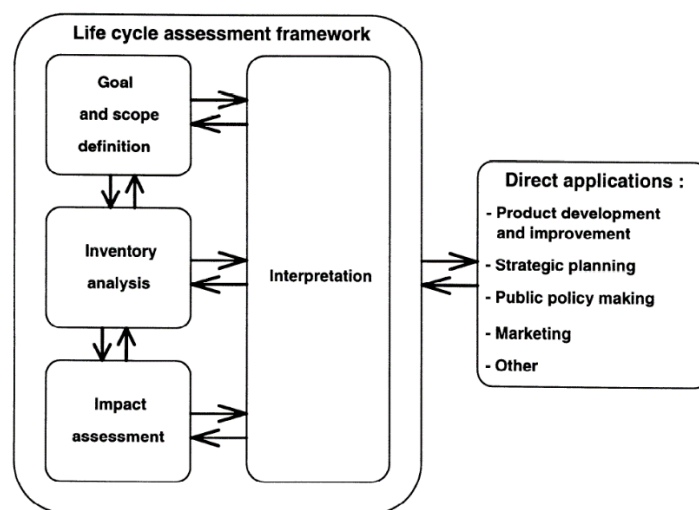 Life cycle assessment framework
Goal
and scope
definition
Inventory
analysis
Impact
assessment
Interpretation
Direct applications :
- Product development
and improvement
- Strategic planning
- Public policy making
- Marketing
- Other